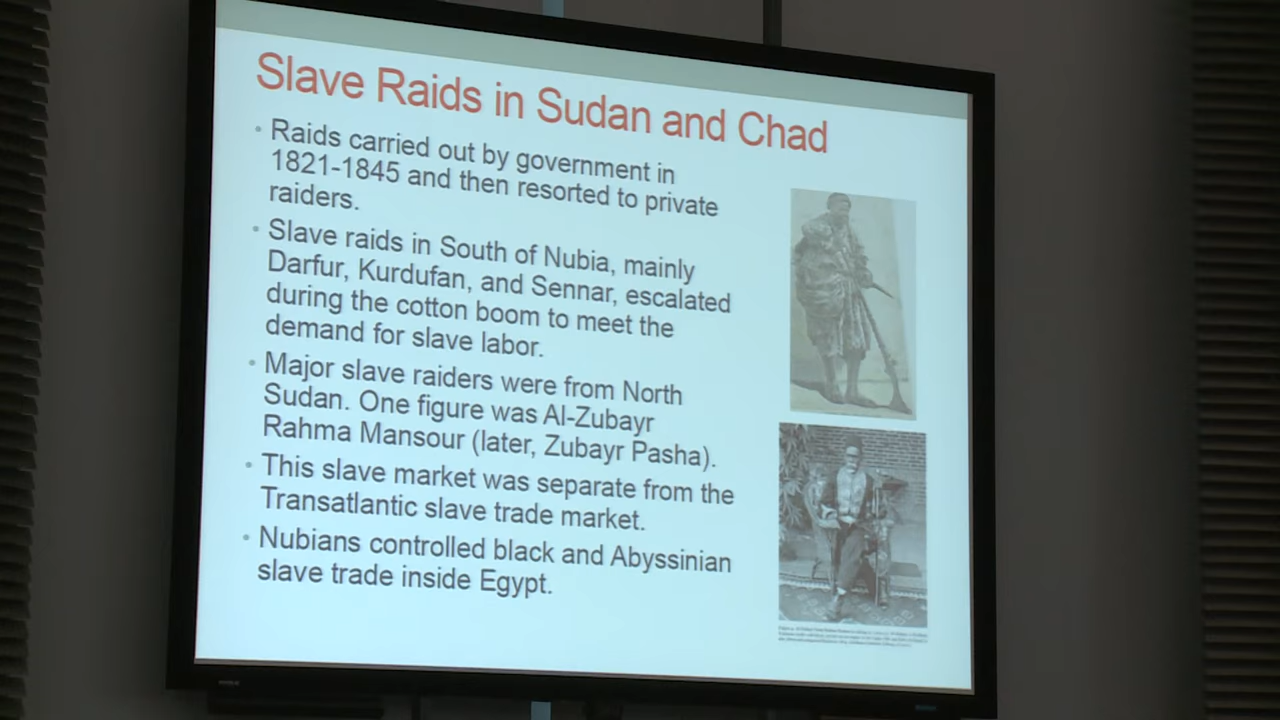 Slave Raids in Sudan and Chad
• Raids carried out by government in
1821-1845 and then resorted to private
raiders.
• Slave raids in South of Nubia, mainly
Darfur, Kurdufan, and Sennar, escalated
during the cotton boom to meet the
demand for slave labor.
• Major slave raiders were from North
Sudan. One figure was Al-Zubayr
Rahma Mansour (later, Zubayr Pasha).
• This slave market was separate from the
Transatlantic slave trade market.
• Nubians controlled black and Abyssinian
slave trade inside Egypt.